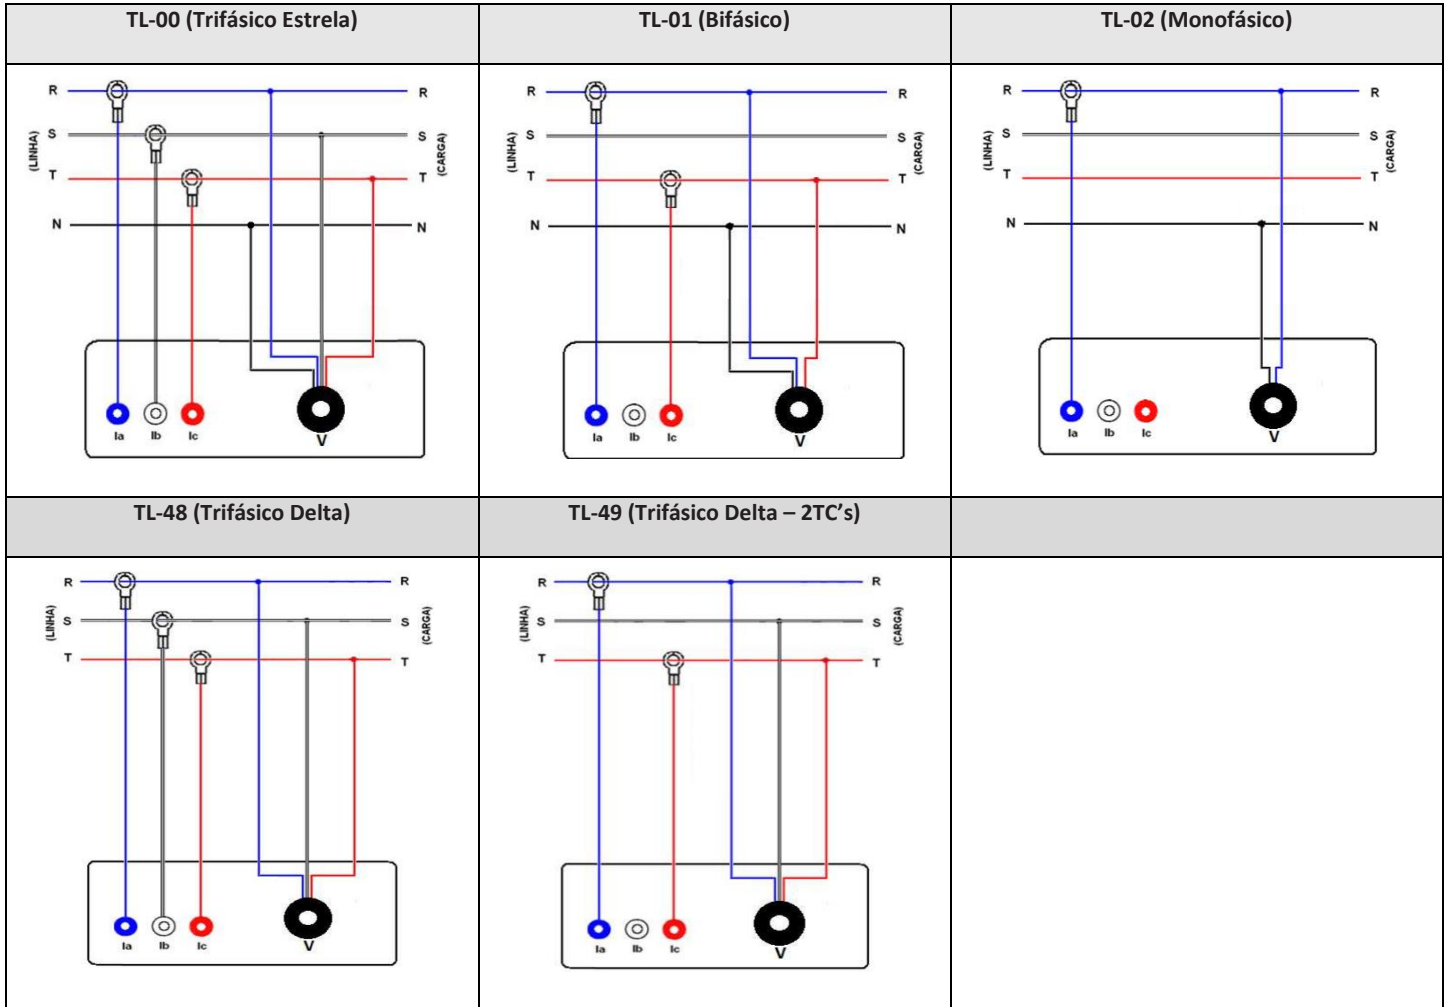 TL-00 (Trifásico Estrela)
TL-01 (Bifásico)
TL-02 (Monofásico)
R
R
(LINHA)
S
S
(CARGA)
T
T
N
N
Ia
Ib
Ic
V
R
R
(LINHA)
S
S
(CARGA)
T
T
N
N
Ia
Ib
Ic
V
R
R
(LINHA)
S
S
(CARGA)
T
T
N
N
Ia
Ib
Ic
V
TL-48 (Trifásico Delta)
TL-49 (Trifásico Delta – 2TC’s)
R
R
(LINHA)
S
S
(CARGA)
T
T
Ia
Ib
Ic
V
R
R
(LINHA)
S
S
(CARGA)
T
T
Ia
Ib
Ic
V